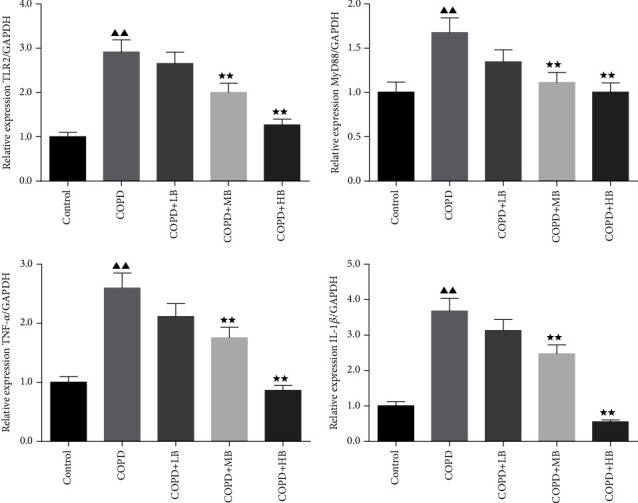 Relative expression TLR2/GAPDH
4.0
3.0
2.0
1.0
0.0
▲▲
★★
★★
Control
COPD
COPD+LB
COPD+MB
COPD+HB
Relative expression MyD88/GAPDH
2.0
1.5
1.0
0.5
0.0
▲▲
★★
★★
Control
COPD
COPD+LB
COPD+MB
COPD+HB
Relative expression TNF-α/GAPDH
3.0
2.0
1.0
0.0
▲▲
★★
★★
Control
COPD
COPD+LB
COPD+MB
COPD+HB
Relative expression IL-1β/GAPDH
5.0
4.0
3.0
2.0
1.0
0.0
▲▲
★★
★★
Control
COPD
COPD+LB
COPD+MB
COPD+HB